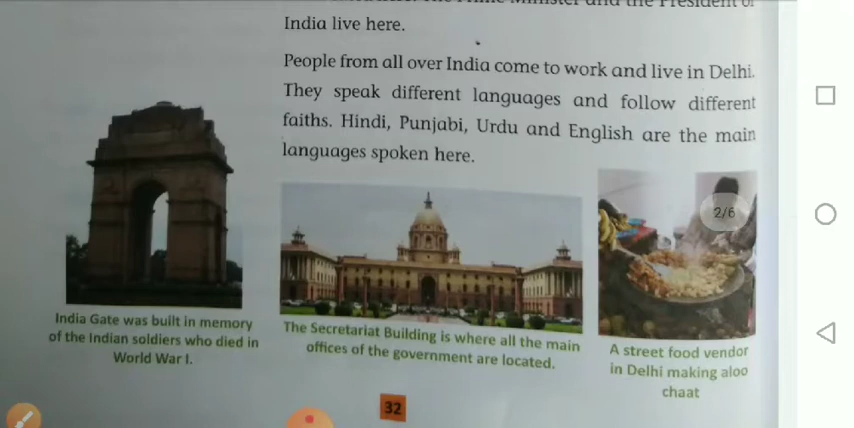 India live here.
People from all over India come to work and live in Delhi.
They speak different languages and follow different
faiths. Hindi, Punjabi, Urdu and English are the main
languages spoken here.
2/6
India Gate was built in memory
of the Indian soldiers who died in
World War I.
The Secretariat Building is where all the main
offices of the government are located.
A street food vendor
in Delhi making aloo
chaat
32